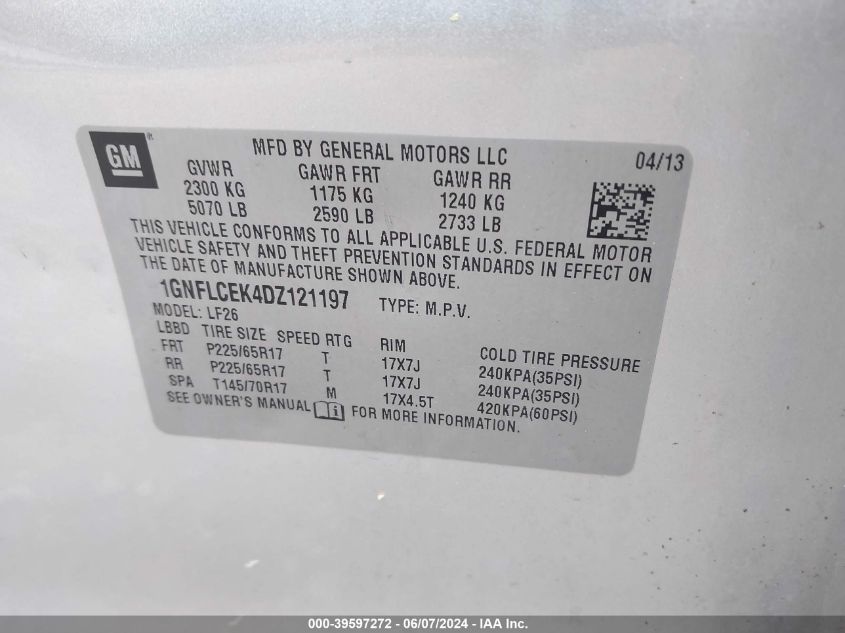 GM ® MFD BY GENERAL MOTORS LLC 04/13
GVWR GAWR FRT GAWR RR
2300 KG 1175 KG 1240 KG
5070 LB 2590 LB 2733 LB
THIS VEHICLE CONFORMS TO ALL APPLICABLE U.S. FEDERAL MOTOR
VEHICLE SAFETY AND THEFT PREVENTION STANDARDS IN EFFECT ON
THE DATE OF MANUFACTURE SHOWN ABOVE.
1GNFLCEK4DZ121197 TYPE: M.P.V.
MODEL: LF26
LBBD TIRE SIZE SPEED RTG RIM COLD TIRE PRESSURE
FRT P225/65R17 T 17X7J 240KPA(35PSI)
RR P225/65R17 T 17X7J 240KPA(35PSI)
SPA T145/70R17 M 17X4.5T 420KPA(60PSI)
SEE OWNER'S MANUAL i FOR MORE INFORMATION.
000-39597272 - 06/07/2024 - IAA Inc.